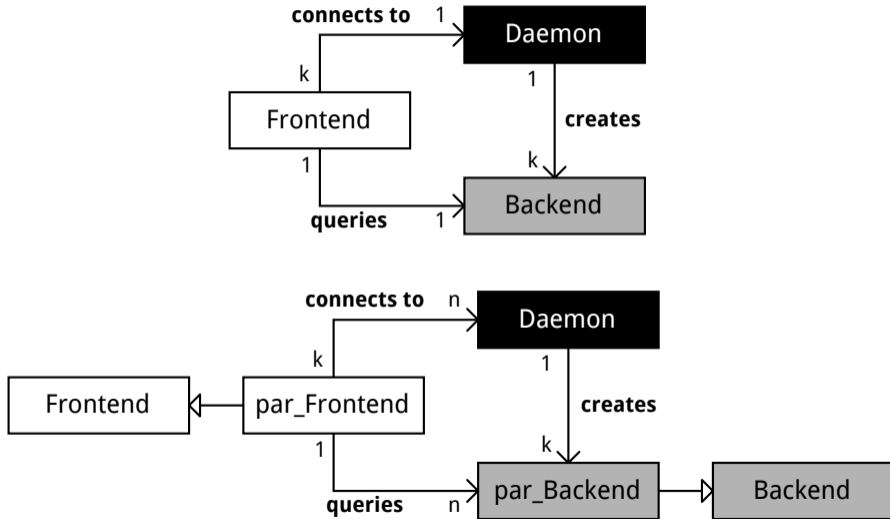 connects to 1
Daemon
k
1
Frontend
creates
1
k
Backend
queries 1
connects to n
Daemon
k
1
Frontend par_Frontend
creates
1
k
par_Backend Backend
queries n